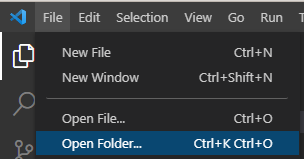 File Edit Selection View Go Run
New File Ctrl+N
New Window Ctrl+Shift+N
Open File... Ctrl+O
Open Folder... Ctrl+K Ctrl+O